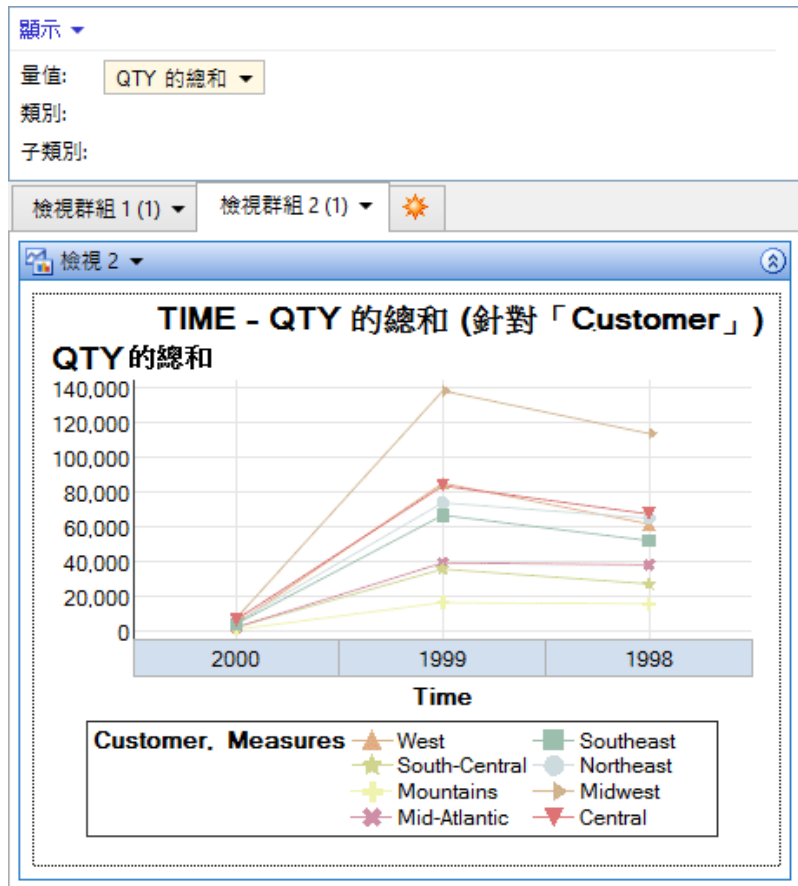 顯示
量值: QTY 的總和
類別:
子類別:
檢視群組 1 (1) 檢視群組 2 (1)
檢視 2
TIME - QTY 的總和 (針對「Customer」)
QTY的總和
140,000
120,000
100,000
80,000
60,000
40,000
20,000
0
2000 1999 1998
Time
Customer, Measures West Southeast
South-Central Northeast
Mountains Midwest
Mid-Atlantic Central